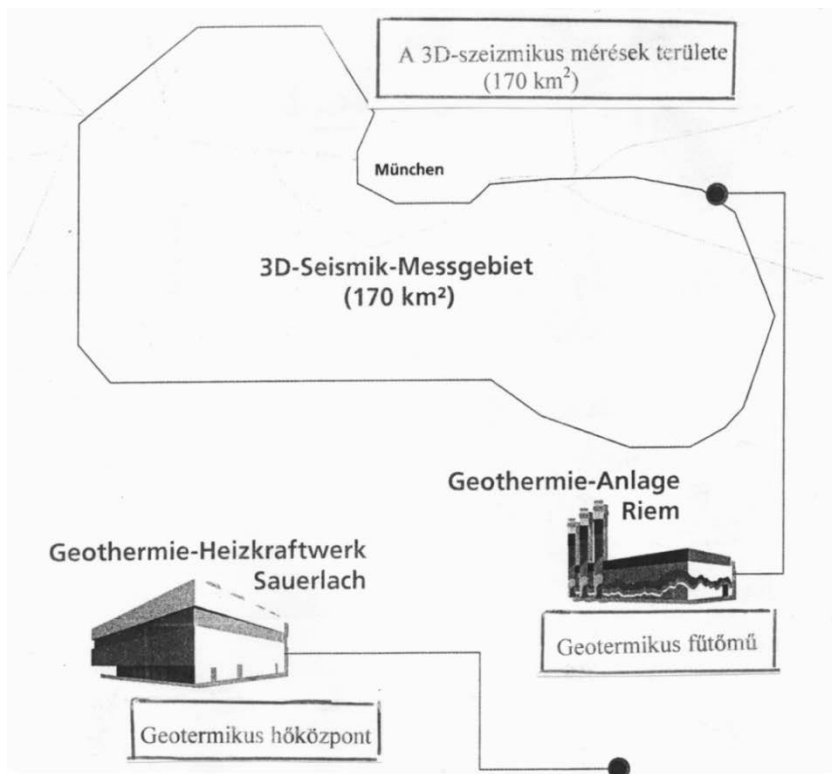 A 3D-szeizmikus mérések területe
(170 km²)
München
3D-Seismik-Messgebiet
(170 km²)
Geothermie-Anlage
Riem
Geothermie-Heizkraftwerk
Sauerlach
Geotermikus fűtőmű
Geotermikus hőközpont